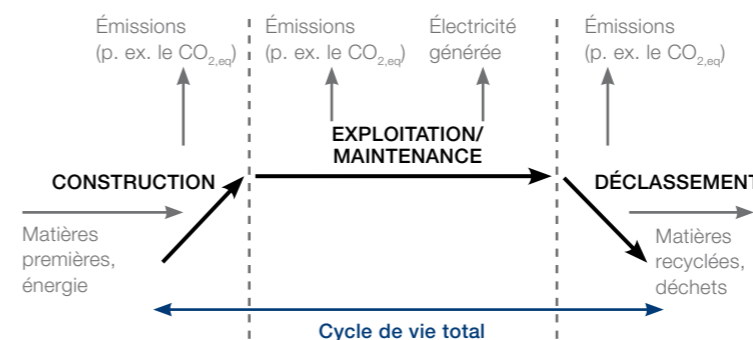 Émissions
(p. ex. le CO2,eq)
Émissions
(p. ex. le CO2,eq)
Électricité
générée
Émissions
(p. ex. le CO2,eq)
EXPLOITATION/
MAINTENANCE
CONSTRUCTION
DÉCLASSEMENT
Matières
premières,
énergie
Matières
recyclées,
déchets
Cycle de vie total